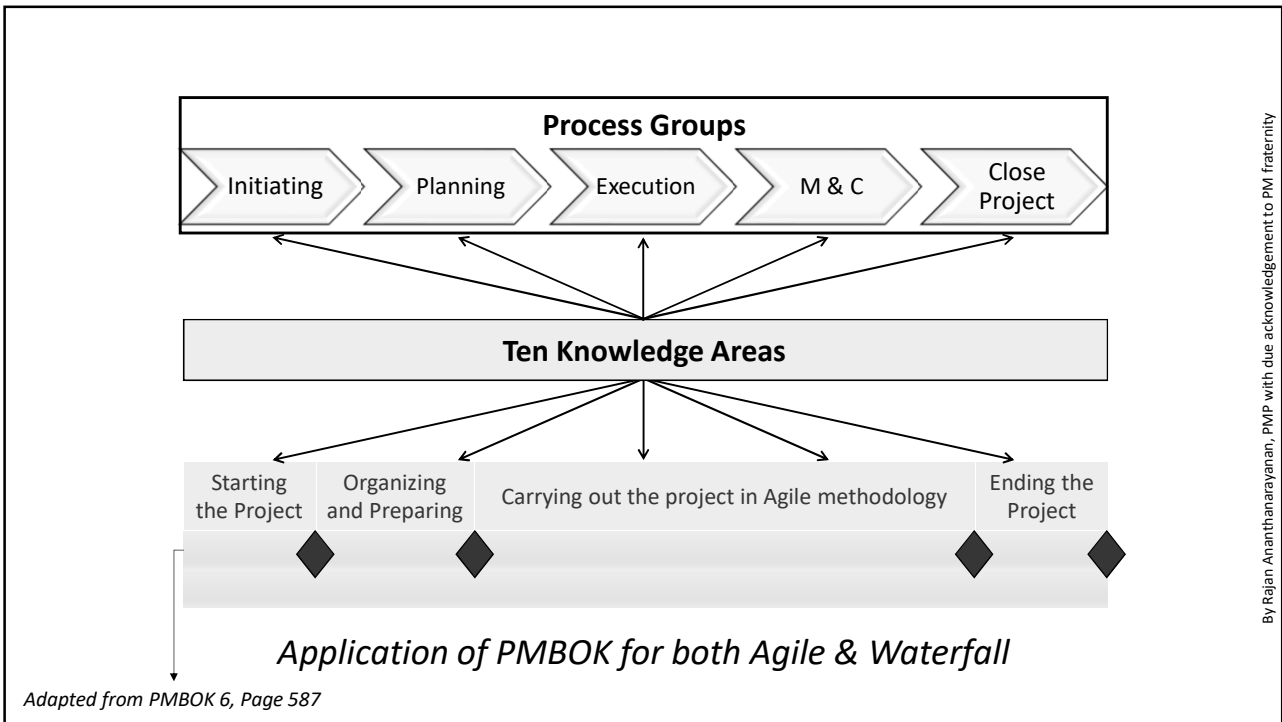 Process Groups
Initiating
Planning
Execution
M & C
Close
Project
Ten Knowledge Areas
Starting
the Project
Organizing
and Preparing
Carrying out the project in Agile methodology
Ending the
Project
Application of PMBOK for both Agile & Waterfall
Adapted from PMBOK 6, Page 587
By Rajan Ananthanarayanan, PMP with due acknowledgement to PM fraternity